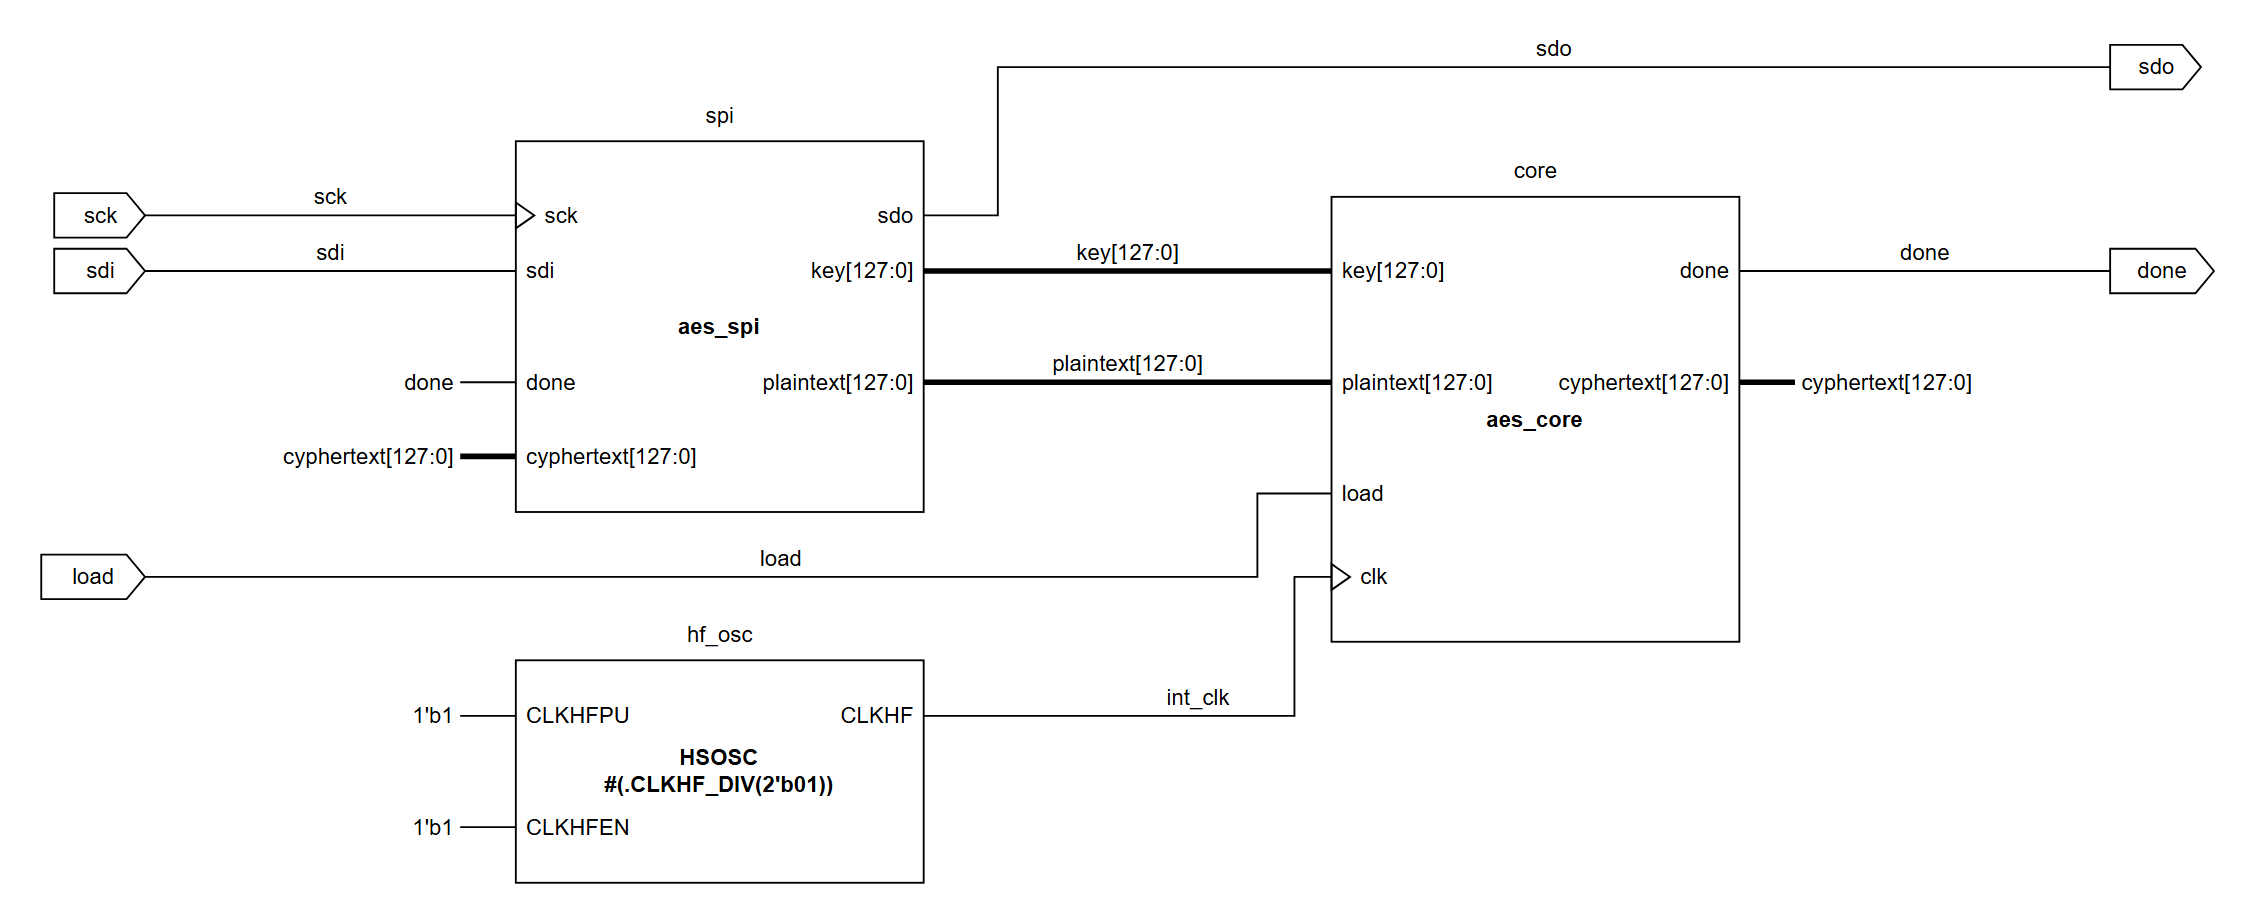 sdo
sdo
spi
core
sck
sck
sck
sdo
sdi
sdi
sdi
key[127:0]
key[127:0]
key[127:0]
done
done
done
aes_spi
done
done
plaintext[127:0]
plaintext[127:0]
plaintext[127:0]
cyphertext[127:0]
cyphertext[127:0]
aes_core
cyphertext[127:0]
cyphertext[127:0]
load
load
load
clk
hf_osc
int_clk
1'b1
CLKHFPU
CLKHF
HSOSC
#(.CLKHF_DIV(2'b01))
1'b1
CLKHFEN